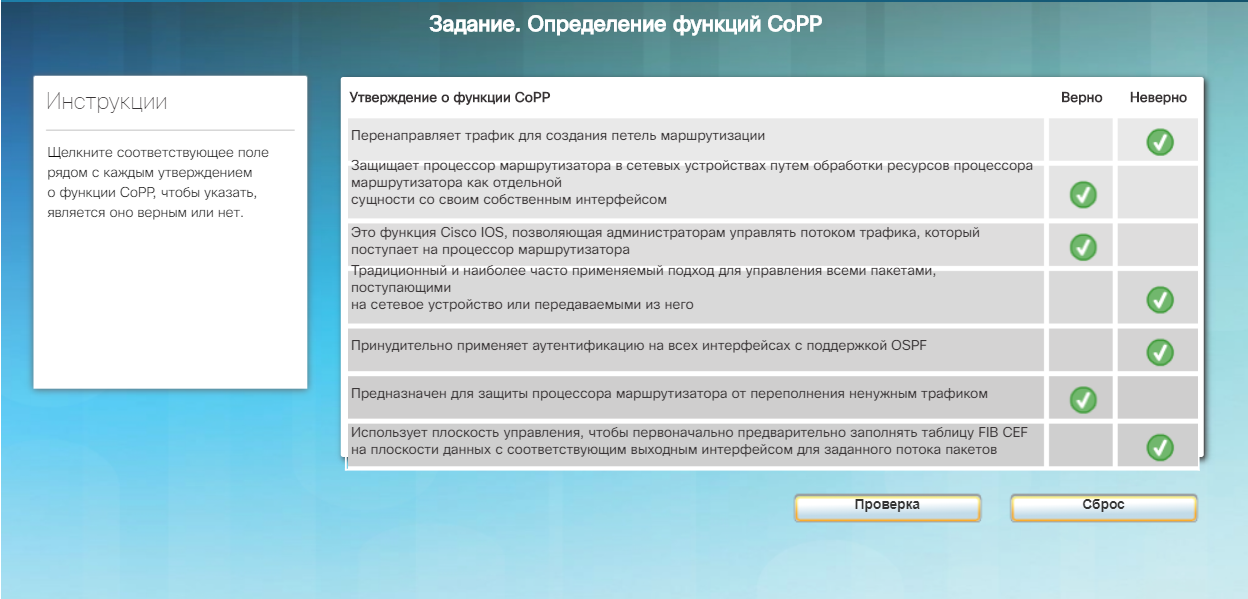 Задание. Определение функций CoPP
Инструкции
Щелкните соответствующее поле
рядом с каждым утверждением
о функции CoPP, чтобы указать,
является оно верным или нет.
Утверждение о функции CoPP Верно Неверно
Перенаправляет трафик для создания петель маршрутизации
Защищает процессор маршрутизатора в сетевых устройствах путем обработки ресурсов процессора
маршрутизатора как отдельной
сущности со своим собственным интерфейсом
Это функция Cisco IOS, позволяющая администраторам управлять потоком трафика, который
поступает на процессор маршрутизатора
Традиционный и наиболее часто применяемый подход для управления всеми пакетами,
поступающими
на сетевое устройство или передаваемыми из него
Принудительно применяет аутентификацию на всех интерфейсах с поддержкой OSPF
Предназначен для защиты процессора маршрутизатора от переполнения ненужным трафиком
Использует плоскость управления, чтобы первоначально предварительно заполнять таблицу FIB CEF
на плоскости данных с соответствующим выходным интерфейсом для заданного потока пакетов
Проверка Сброс